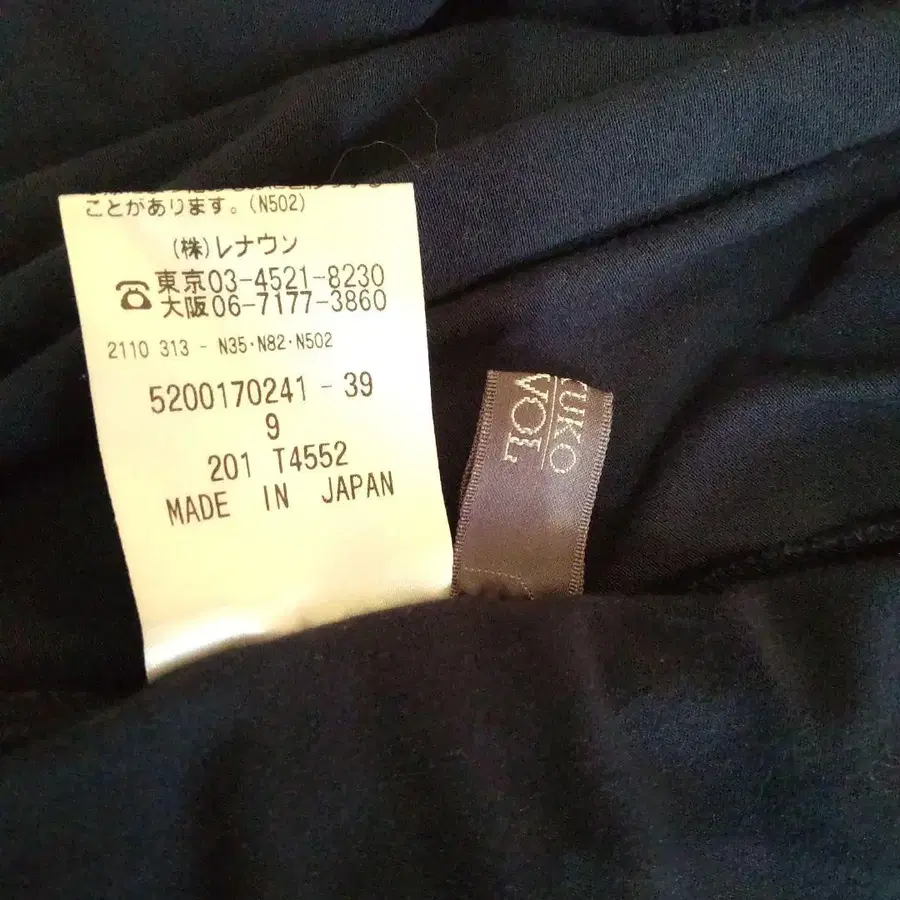 ことがあります。(N502)
(株)レナウン
☎東京03-4521-8230
大阪06-7177-3860
2110 313 - N35·N82·N502
5200170241 - 39
9
201 T4552
MADE IN JAPAN
UKO